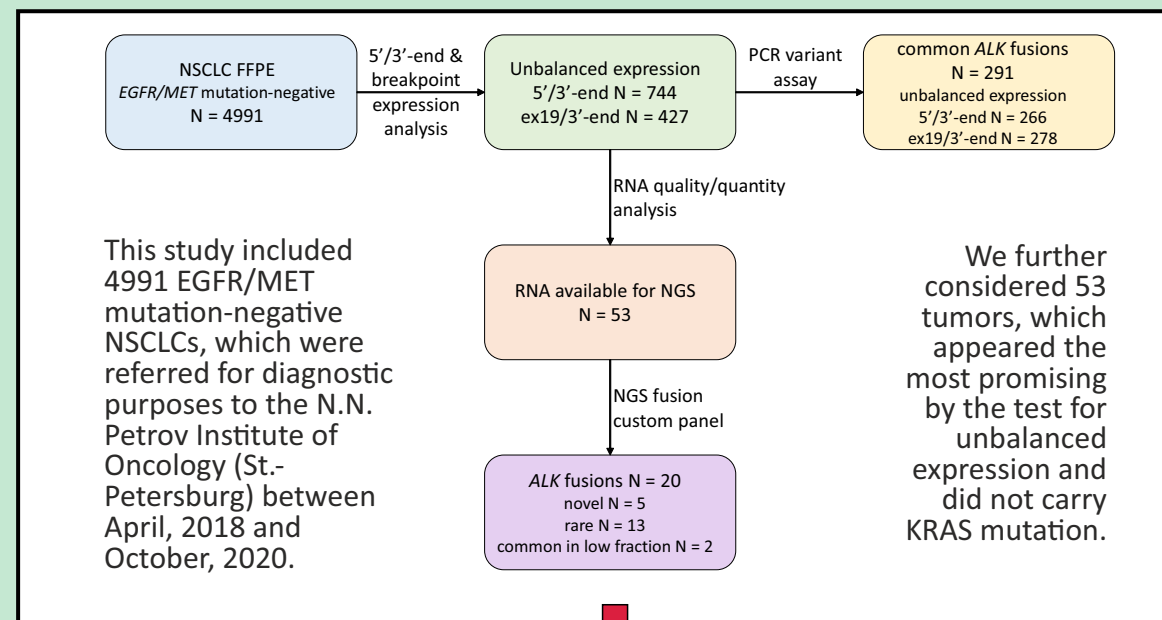 NSCLC FFPE
EGFR/MET mutation-negative
N = 4991
5’/3’-end &
breakpoint
expression
analysis
Unbalanced expression
5’/3’-end N = 744
ex19/3’-end N = 427
PCR variant
assay
common ALK fusions
N = 291
unbalanced expression
5’/3’-end N = 266
ex19/3’-end N = 278
RNA quality/quantity
analysis
RNA available for NGS
N = 53
NGS fusion
custom panel
ALK fusions N = 20
novel N = 5
rare N = 13
common in low fraction N = 2
This study included
4991 EGFR/MET
mutation-negative
NSCLCs, which were
referred for diagnostic
purposes to the N.N.
Petrov Institute of
Oncology (St.-
Petersburg) between
April, 2018 and
October, 2020.
We further
considered 53
tumors, which
appeared the
most promising
by the test for
unbalanced
expression and
did not carry
KRAS mutation.